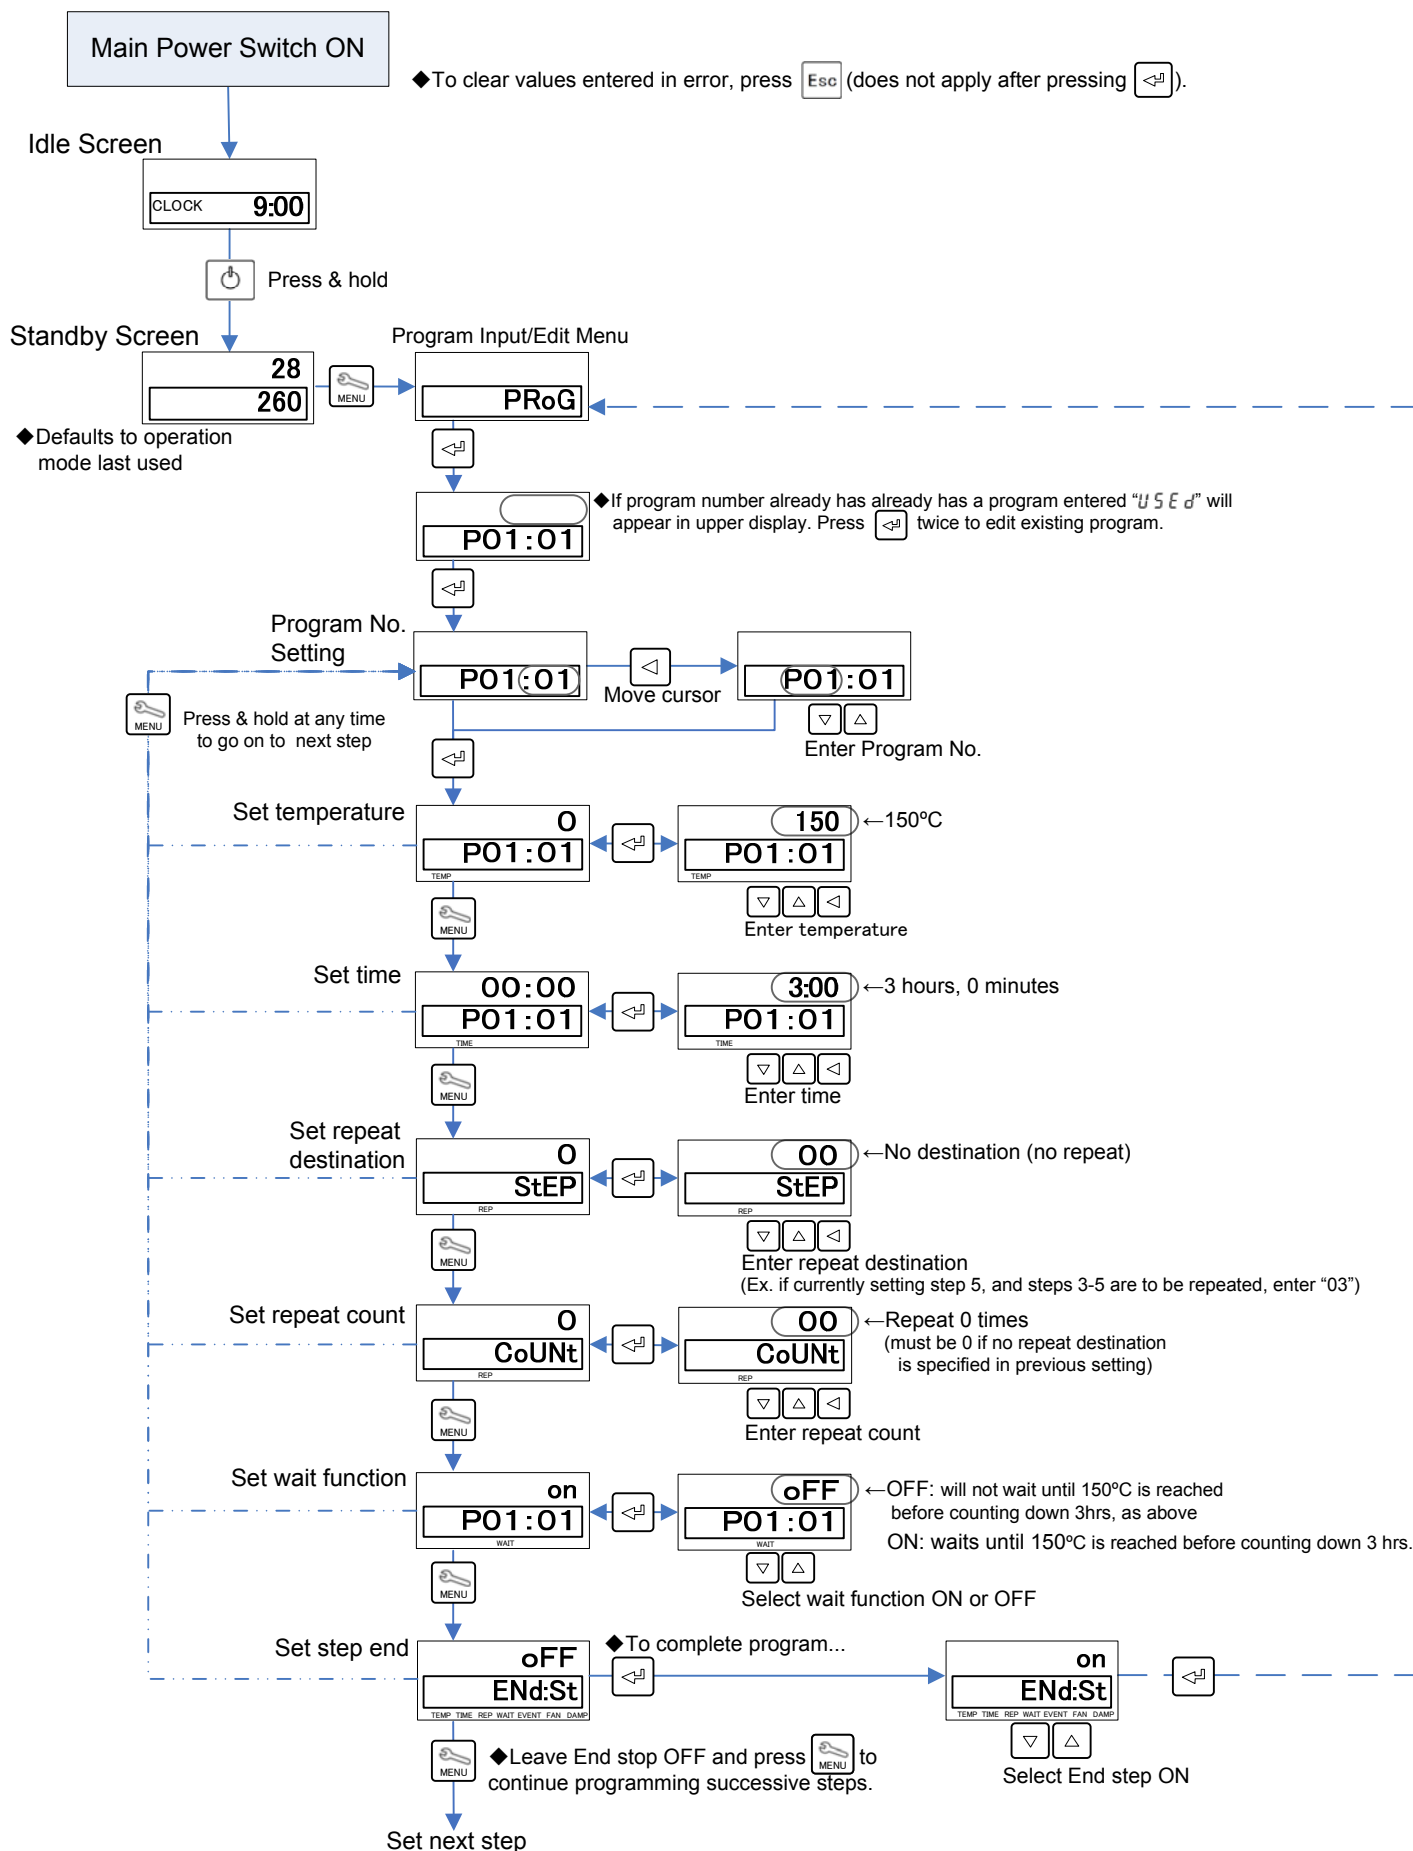 Main Power Switch ON
◆To clear values entered in error, press Esc (does not apply after pressing ).
Idle Screen
CLOCK 9:00
Press & hold
Standby Screen
28
260
MENU
◆Defaults to operation
mode last used
Program Input/Edit Menu
PRoG
◆If program number already has already has a program entered “USEd” will
appear in upper display. Press twice to edit existing program.
P01:01
Program No.
Setting
P01:01
Move cursor
P01:01
Enter Program No.
MENU
Press & hold at any time
to go on to next step
Set temperature
0
P01:01
TEMP
150
P01:01
TEMP
←150ºC
Enter temperature
MENU
Set time
00:00
P01:01
TIME
3:00
P01:01
TIME
←3 hours, 0 minutes
Enter time
MENU
Set repeat
destination
0
StEP
REP
00
StEP
REP
←No destination (no repeat)
Enter repeat destination
(Ex. if currently setting step 5, and steps 3-5 are to be repeated, enter “03”)
MENU
Set repeat count
0
CoUNt
REP
00
CoUNt
REP
←Repeat 0 times
(must be 0 if no repeat destination
is specified in previous setting)
Enter repeat count
MENU
Set wait function
on
P01:01
WAIT
oFF
P01:01
WAIT
←OFF: will not wait until 150ºC is reached
before counting down 3hrs, as above
ON: waits until 150ºC is reached before counting down 3 hrs.
Select wait function ON or OFF
MENU
Set step end
oFF
ENd:St
TEMP TIME REP WAIT EVENT FAN DAMP
◆To complete program...
on
ENd:St
TEMP TIME REP WAIT EVENT FAN DAMP
Select End step ON
MENU
◆Leave End stop OFF and press MENU to
continue programming successive steps.
Set next step